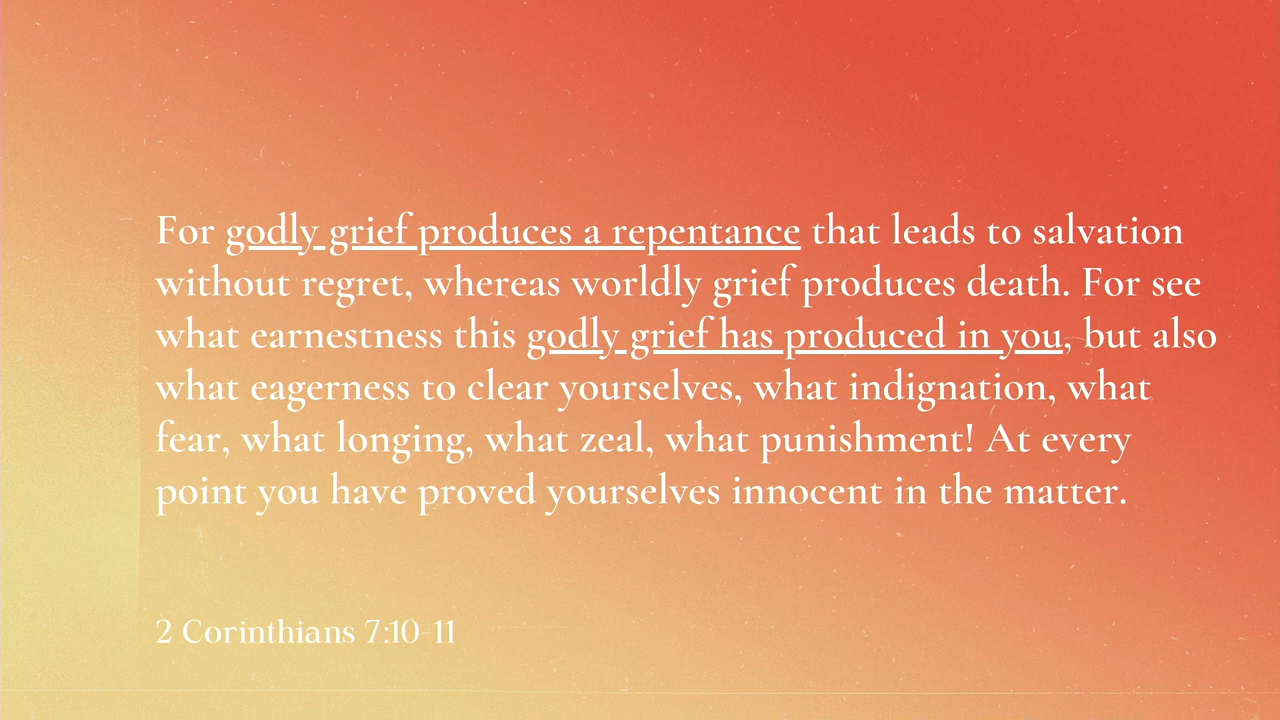 For godly grief produces a repentance that leads to salvation
without regret, whereas worldly grief produces death. For see
what earnestness this godly grief has produced in you, but also
what eagerness to clear yourselves, what indignation, what
fear, what longing, what zeal, what punishment! At every
point you have proved yourselves innocent in the matter.
2 Corinthians 7:10-11